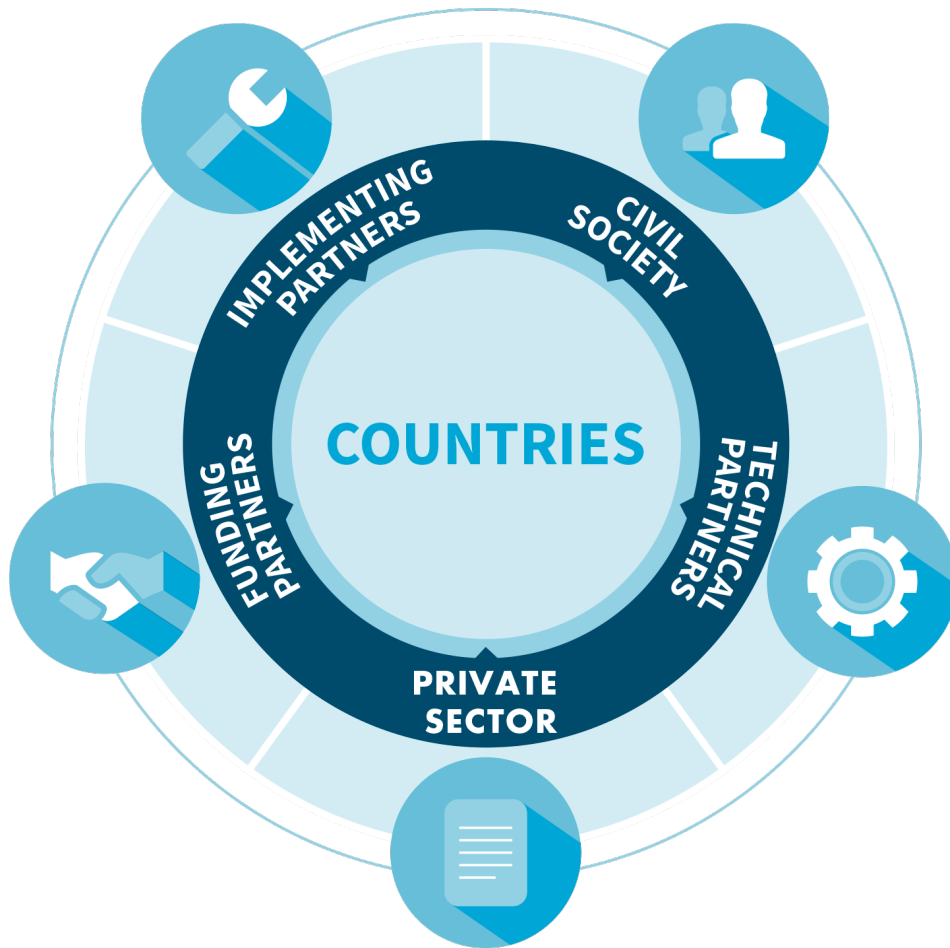 IMPLEMENTING
PARTNERS
CIVIL
SOCIETY
COUNTRIES
FUNDING
PARTNERS
TECHNICAL
PARTNERS
PRIVATE
SECTOR